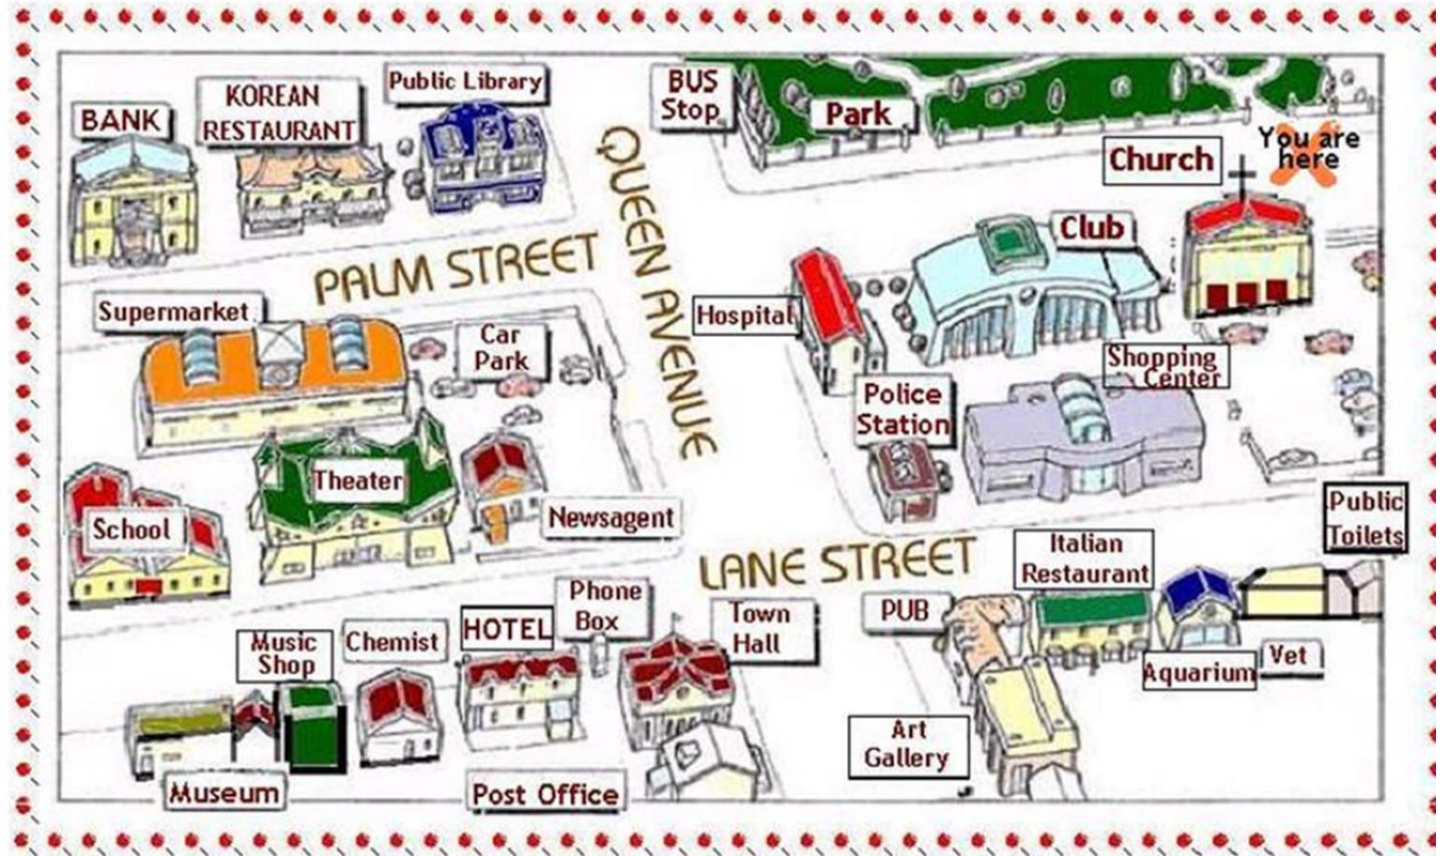 BANK
KOREAN
RESTAURANT
Public Library
BUS
Stop
Park
Church
You are
here
QUEEN AVENUE
PALM STREET
Club
Supermarket
Car
Park
Hospital
Shopping
Center
Police
Station
Theater
School
Newsagent
Public
Toilets
LANE STREET
Italian
Restaurant
Phone
Box
PUB
Town
Hall
HOTEL
Music
Shop
Chemist
Vet
Aquarium
Art
Gallery
Museum
Post Office